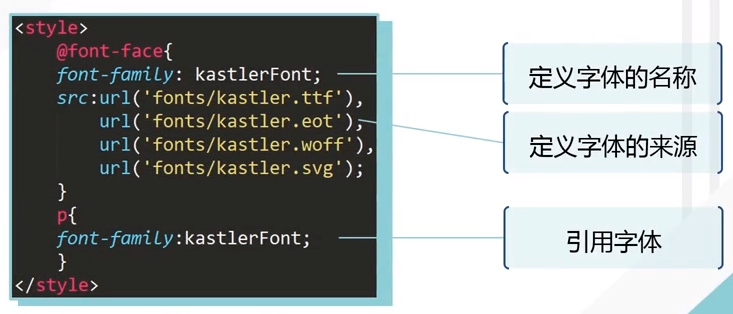 <style>
@font-face{
font-family: kastlerFont;
src:url('fonts/kastler.ttf'),
url('fonts/kastler.eot'),
url('fonts/kastler.woff'),
url('fonts/kastler.svg');
}
p{
font-family:kastlerFont;
}
</style>
定义字体的名称
定义字体的来源
引用字体